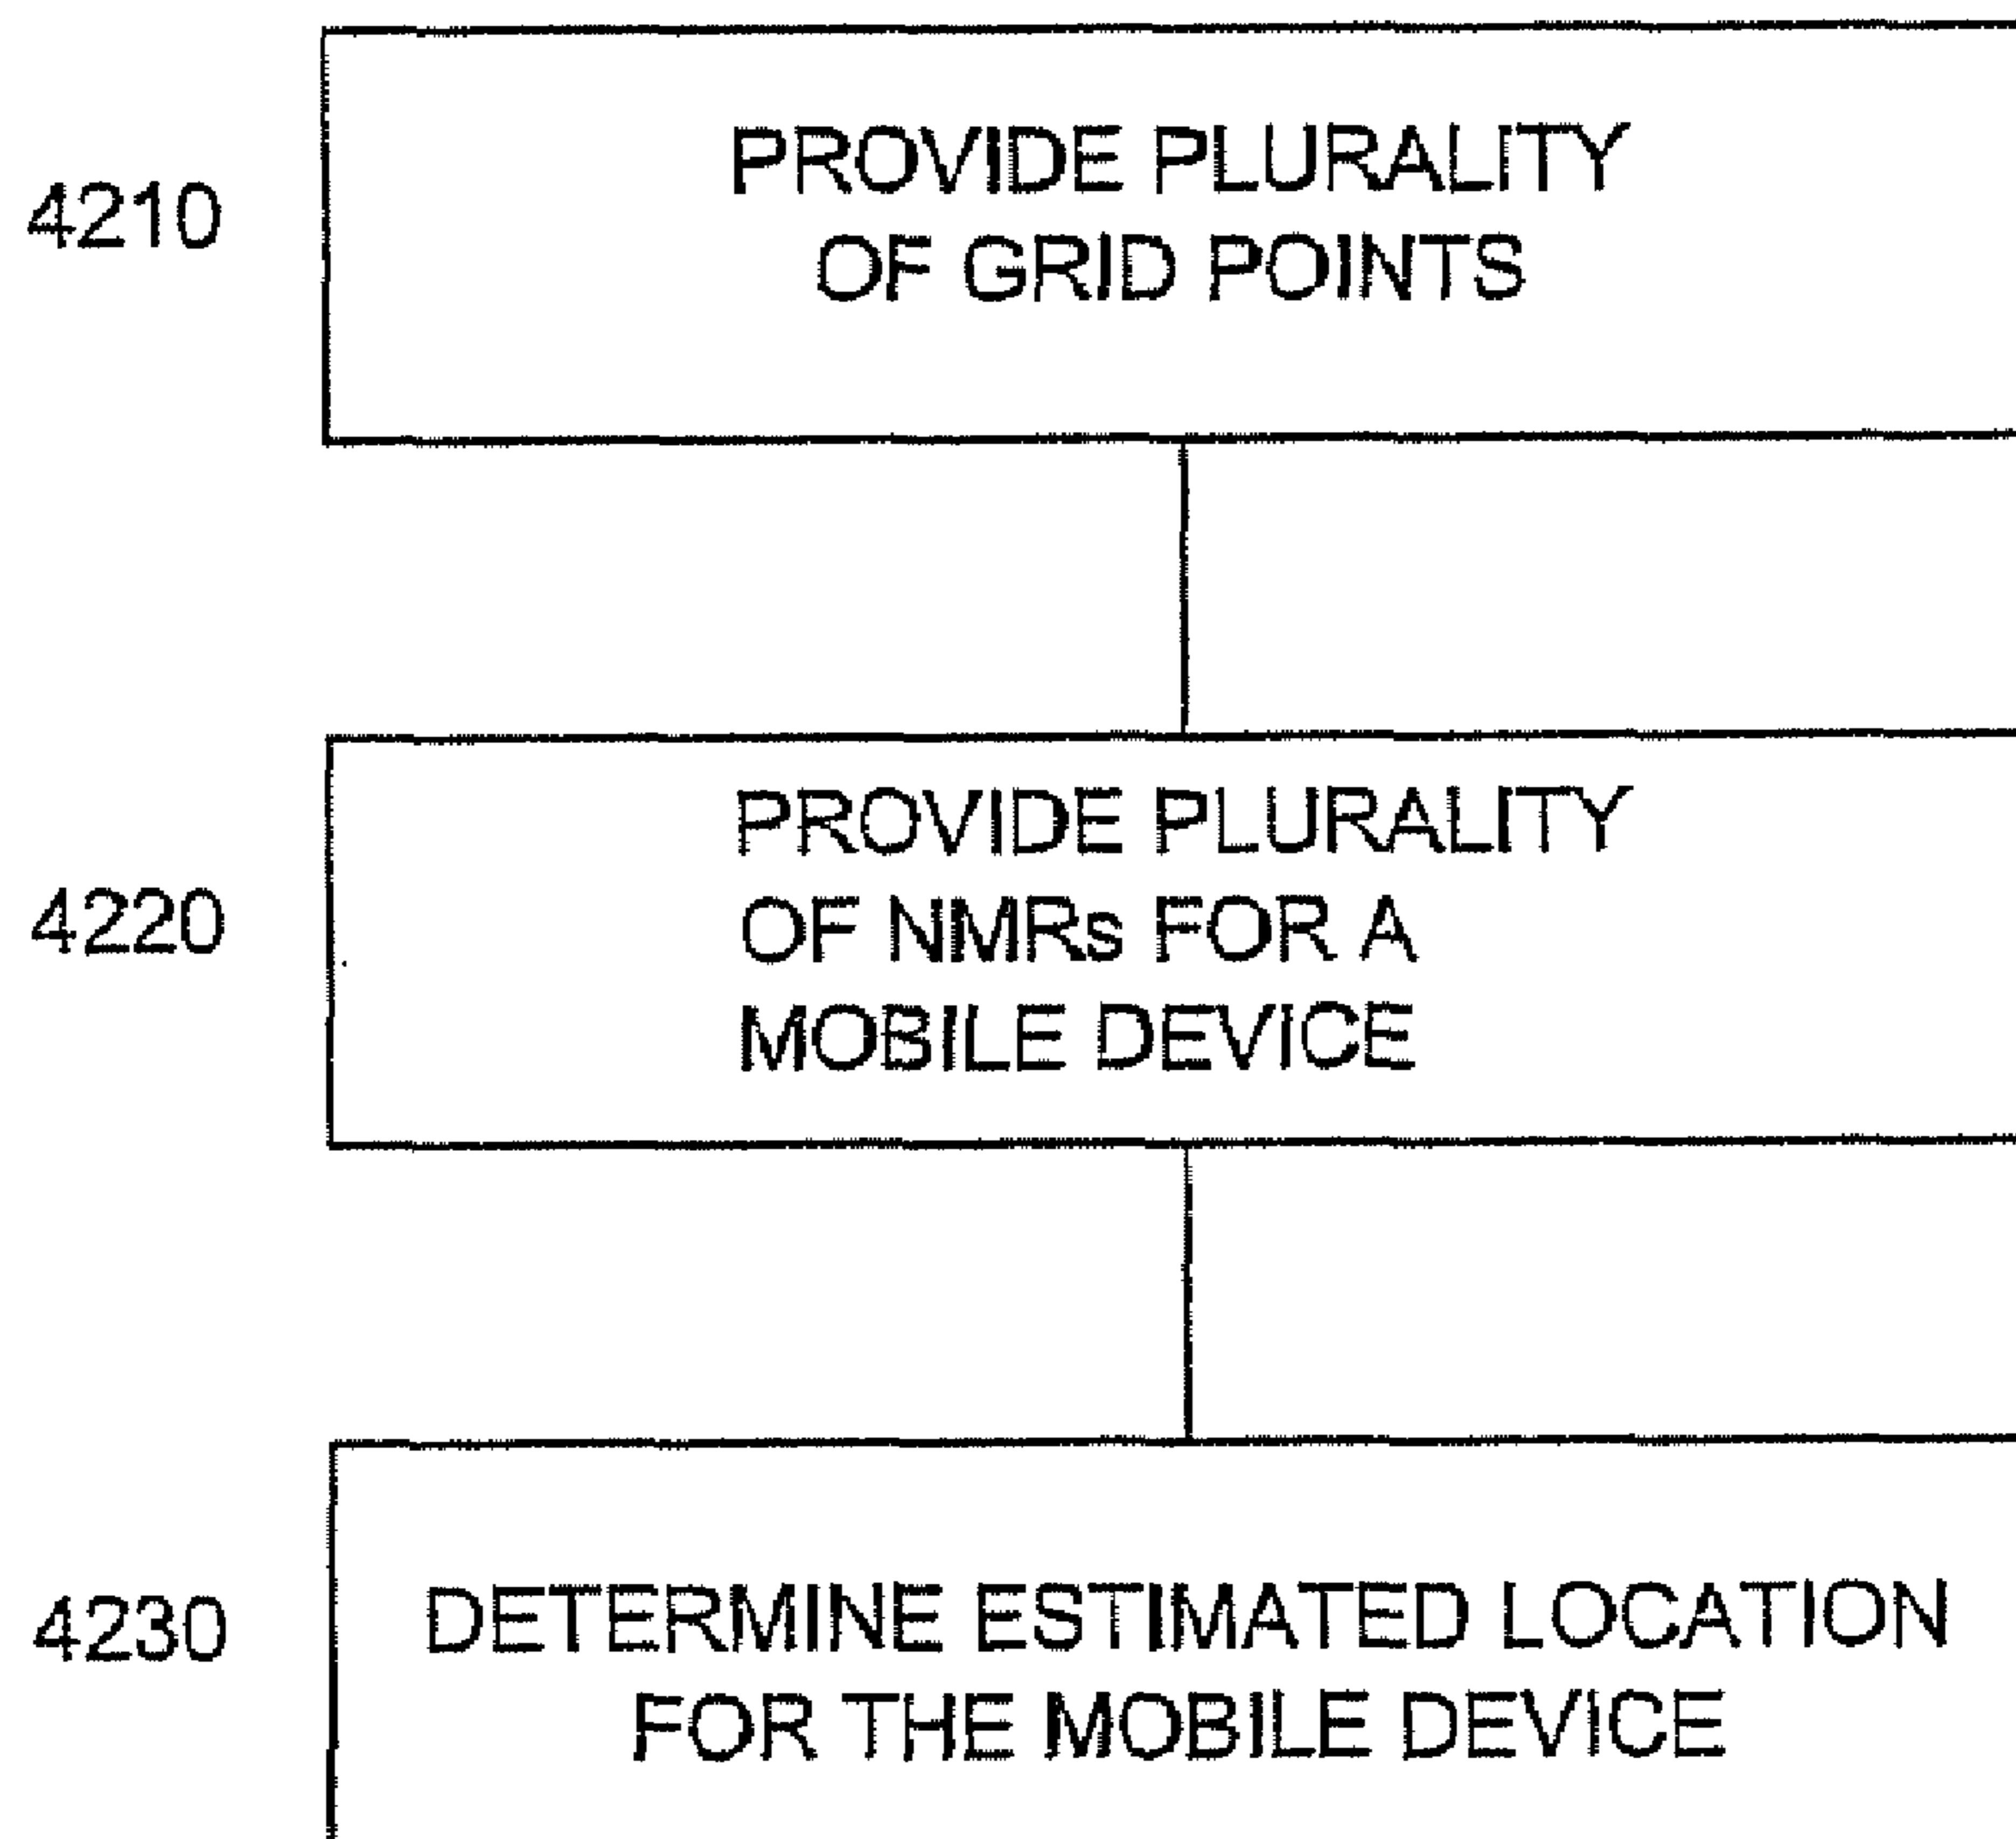 4210
PROVIDE PLURALITY
OF GRID POINTS
4220
PROVIDE PLURALITY
OF NMRs FOR A
MOBILE DEVICE
4230
DETERMINE ESTIMATED LOCATION
FOR THE MOBILE DEVICE